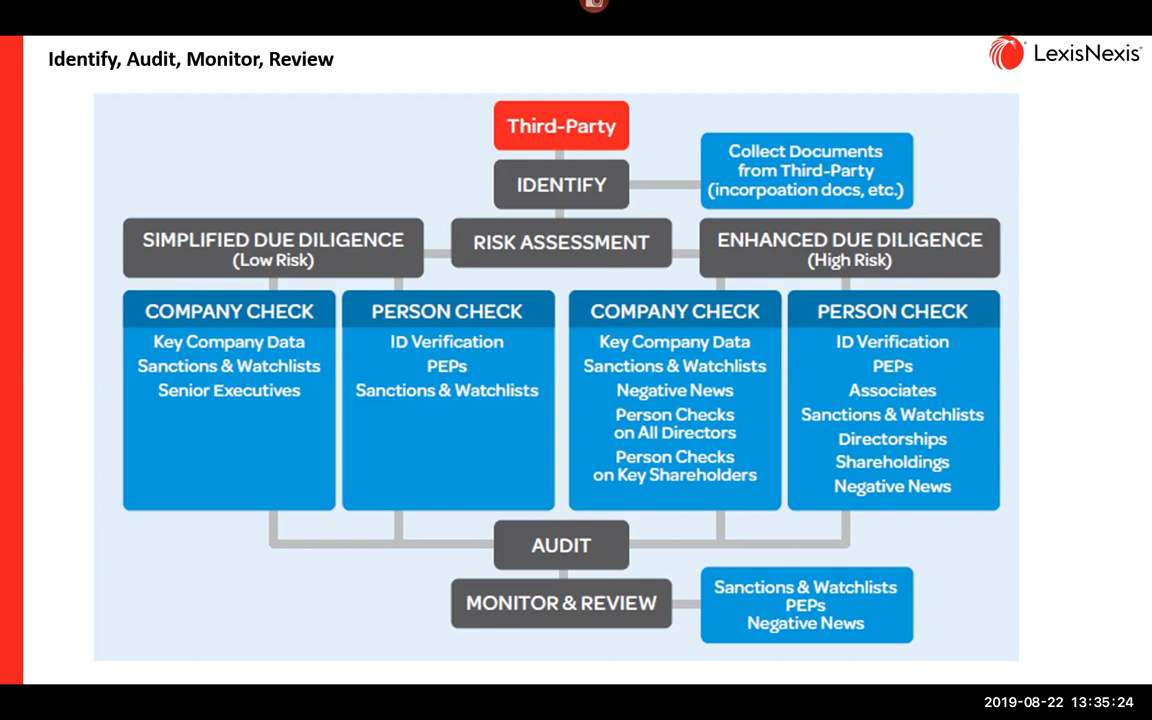 Identify, Audit, Monitor, Review
LexisNexis®
Third-Party
IDENTIFY
Collect Documents
from Third-Party
(incorpoation docs, etc.)
SIMPLIFIED DUE DILIGENCE
(Low Risk)
RISK ASSESSMENT
ENHANCED DUE DILIGENCE
(High Risk)
COMPANY CHECK
Key Company Data
Sanctions & Watchlists
Senior Executives
PERSON CHECK
ID Verification
PEPs
Sanctions & Watchlists
COMPANY CHECK
Key Company Data
Sanctions & Watchlists
Negative News
Person Checks
on All Directors
Person Checks
on Key Shareholders
PERSON CHECK
ID Verification
PEPs
Associates
Sanctions & Watchlists
Directorships
Shareholdings
Negative News
AUDIT
MONITOR & REVIEW
Sanctions & Watchlists
PEPs
Negative News
2019-08-22 13:35:24